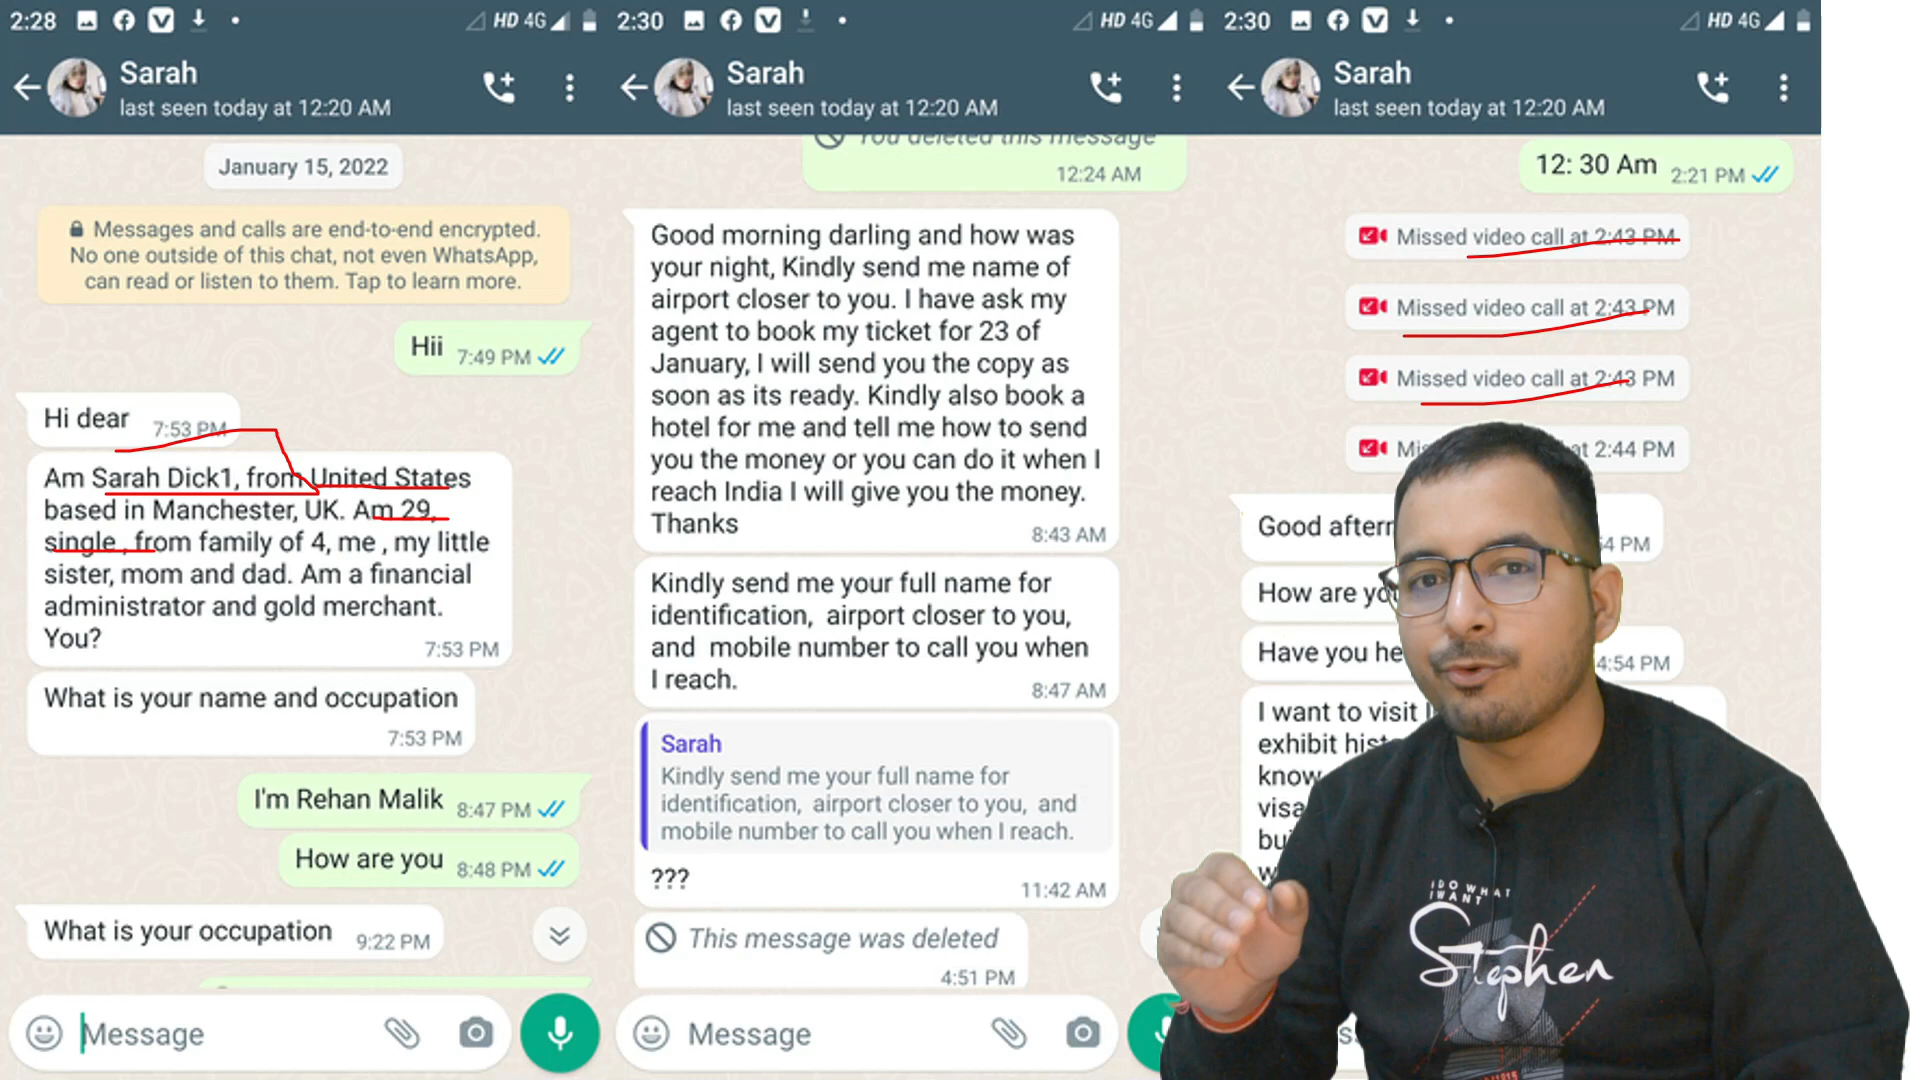 2:28
HD 4G
Sarah
last seen today at 12:20 AM
January 15, 2022
Messages and calls are end-to-end encrypted.
No one outside of this chat, not even WhatsApp,
can read or listen to them. Tap to learn more.
Hii 7:49 PM
Hi dear 7:53 PM
Am Sarah Dick1, from United States
based in Manchester, UK. Am 29,
single , from family of 4, me , my little
sister, mom and dad. Am a financial
administrator and gold merchant.
You? 7:53 PM
What is your name and occupation
7:53 PM
I'm Rehan Malik 8:47 PM
How are you 8:48 PM
What is your occupation 9:22 PM
Message
2:30
HD 4G
Sarah
last seen today at 12:20 AM
You deleted this message
12:24 AM
Good morning darling and how was
your night, Kindly send me name of
airport closer to you. I have ask my
agent to book my ticket for 23 of
January, I will send you the copy as
soon as its ready. Kindly also book a
hotel for me and tell me how to send
you the money or you can do it when I
reach India I will give you the money.
Thanks 8:43 AM
Kindly send me your full name for
identification, airport closer to you,
and mobile number to call you when
I reach. 8:47 AM
Sarah
Kindly send me your full name for
identification, airport closer to you, and
mobile number to call you when I reach.
??? 11:42 AM
This message was deleted
4:51 PM
Message
2:30
HD 4G
Sarah
last seen today at 12:20 AM
12: 30 Am 2:21 PM
Missed video call at 2:43 PM
Missed video call at 2:43 PM
Missed video call at 2:43 PM
at 2:44 PM
Good 4 PM
How are
Have you 4:54 PM
I want to visit
exhibit
know
I DO WHAT
I WANT
Stephen